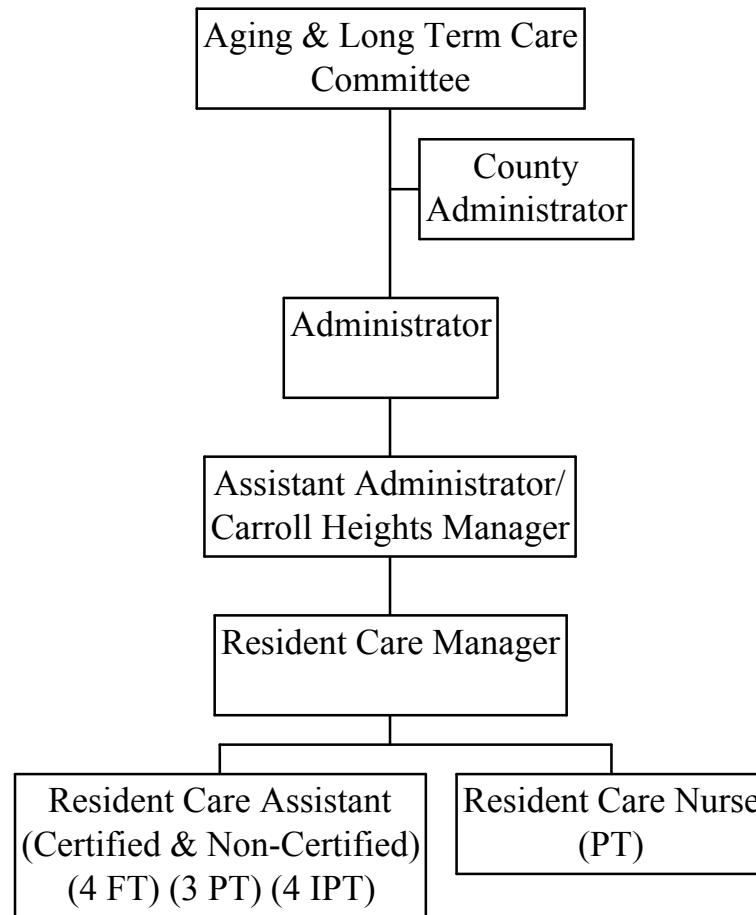 Aging & Long Term Care
Committee
County
Administrator
Administrator
Assistant Administrator/
Carroll Heights Manager
Resident Care Manager
Resident Care Assistant
(Certified & Non-Certified)
(4 FT) (3 PT) (4 IPT)
Resident Care Nurse
(PT)